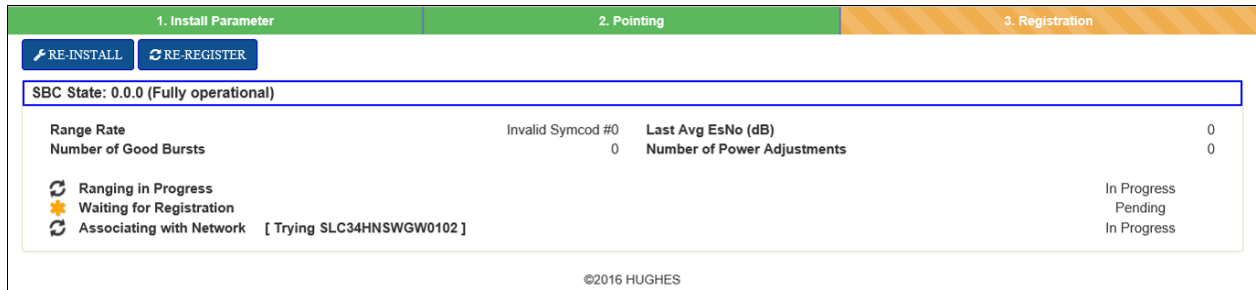 1. Install Parameter 2. Pointing 3. Registration
RE-INSTALL RE-REGISTER
SBC State: 0.0.0 (Fully operational)
Range Rate Invalid Symcod #0 Last Avg EsNo (dB) 0
Number of Good Bursts 0 Number of Power Adjustments 0
Ranging in Progress In Progress
Waiting for Registration Pending
Associating with Network [ Trying SLC34HNSWGW0102 ] In Progress
©2016 HUGHES